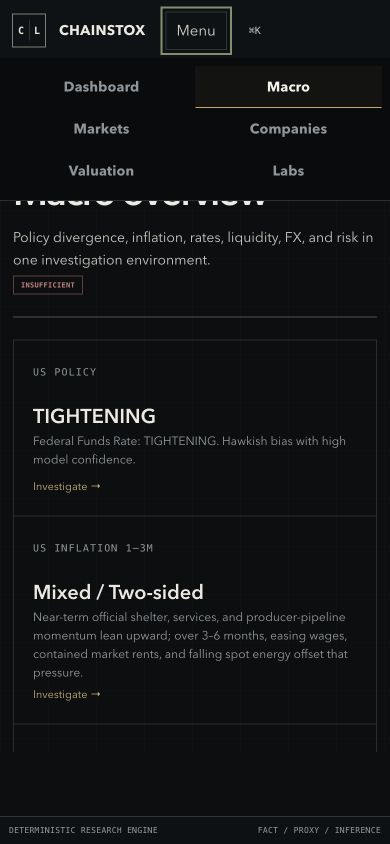 C L CHAINSTOX Menu ⌘K
Dashboard Macro
Markets Companies
Valuation Labs
Macro overview
Policy divergence, inflation, rates, liquidity, FX, and risk in
one investigation environment.
INSUFFICIENT
US POLICY
TIGHTENING
Federal Funds Rate: TIGHTENING. Hawkish bias with high
model confidence.
Investigate →
US INFLATION 1–3M
Mixed / Two-sided
Near-term official shelter, services, and producer-pipeline
momentum lean upward; over 3–6 months, easing wages,
contained market rents, and falling spot energy offset that
pressure.
Investigate →
DETERMINISTIC RESEARCH ENGINE FACT / PROXY / INFERENCE